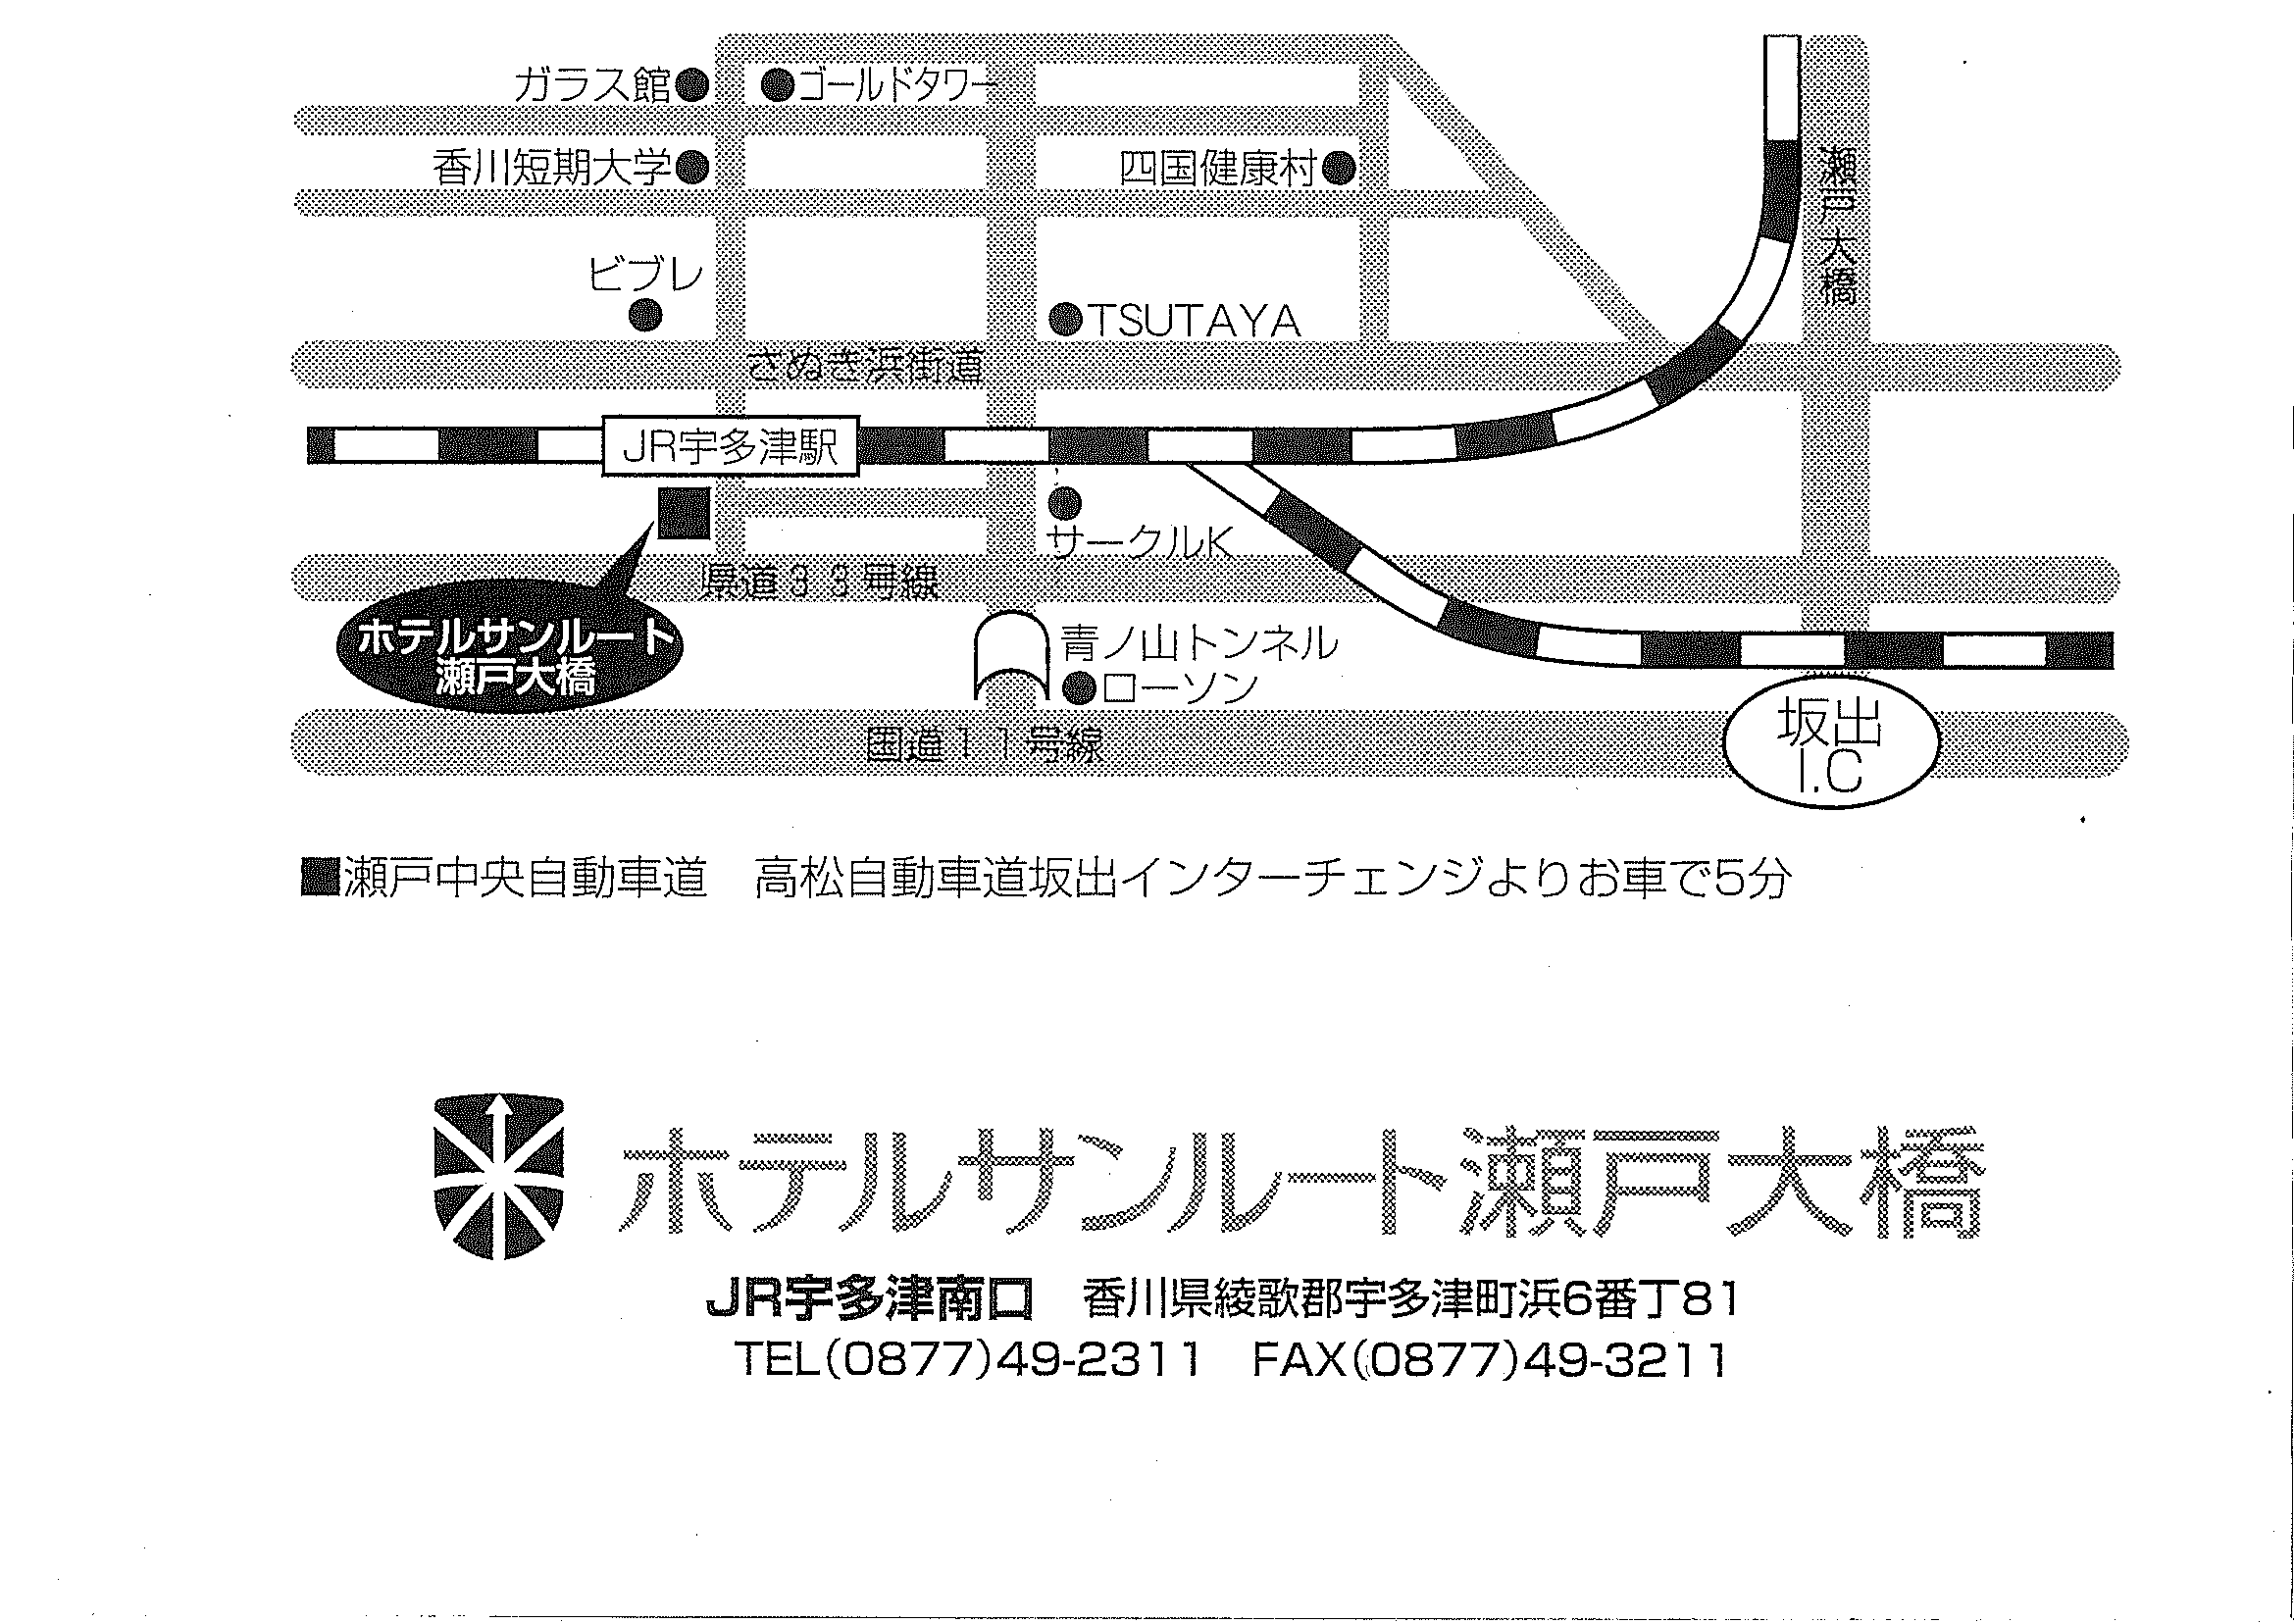 ガラス館
ゴールドタワー
香川短期大学
四国健康村
瀬戸大橋
ビブレ
TSUTAYA
さぬき浜街道
JR宇多津駅
サークルK
県道33号線
ホテルサンルート
瀬戸大橋
青ノ山トンネル
ローソン
国道11号線
坂出
I.C
■瀬戸中央自動車道　高松自動車道坂出インターチェンジよりお車で5分
ホテルサンルート瀬戸大橋
JR宇多津南口　香川県綾歌郡宇多津町浜6番丁81
TEL(0877)49-2311　FAX(0877)49-3211